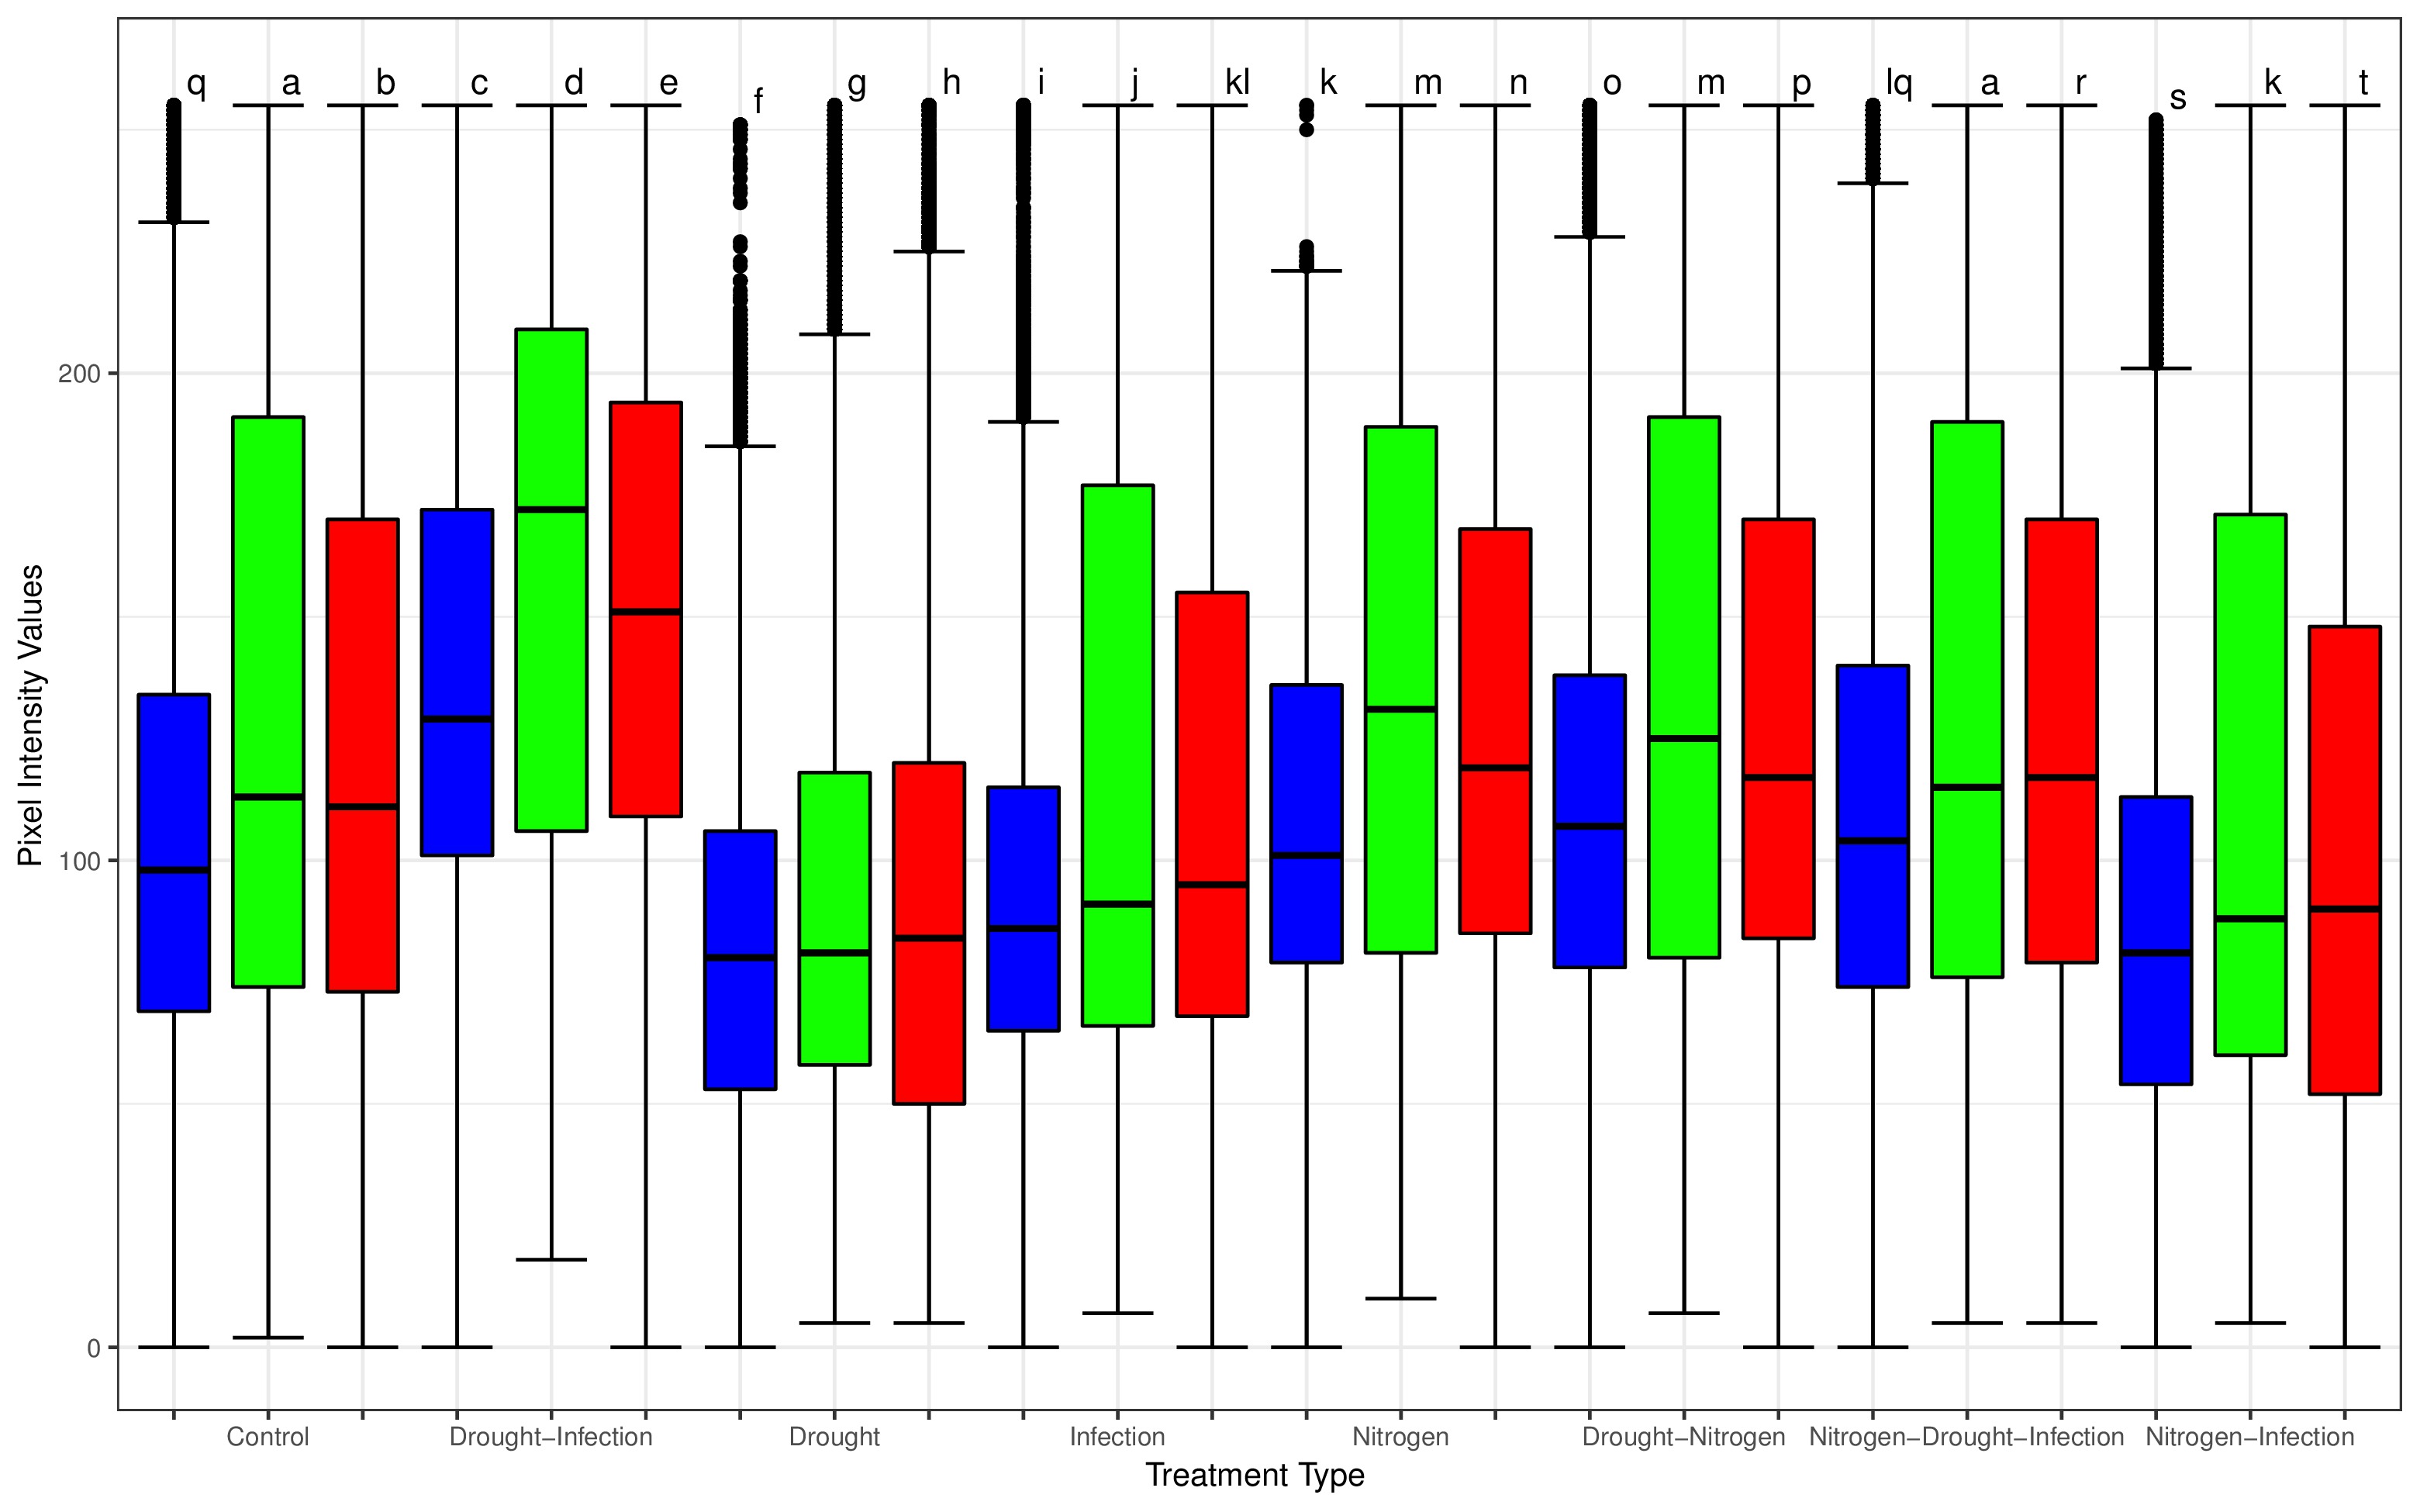 q a b c d e f g h i j kl k m n o m p lq a r s k t
200
100
0
Pixel Intensity Values
Control Drought−Infection Drought Infection Nitrogen Drought−Nitrogen Nitrogen−Drought−Infection Nitrogen−Infection
Treatment Type